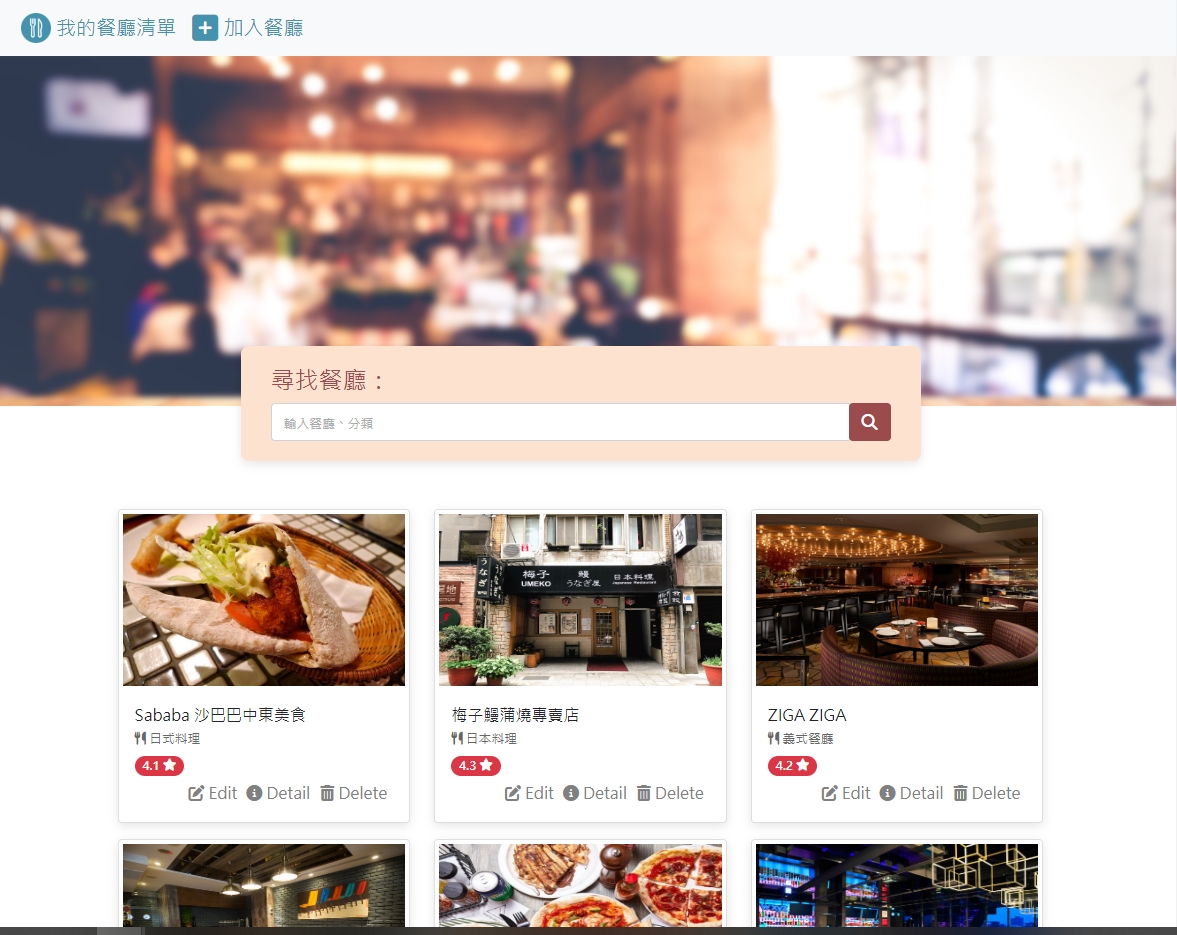 我的餐廳清單 加入餐廳
尋找餐廳：
輸入餐廳、分類
梅子 鰻 日本料理
UMEKO うなぎ屋 Japanese Restaurant
うなぎ
Sababa 沙巴巴中東美食
日式料理
4.1
Edit Detail Delete
梅子鰻蒲燒專賣店
日本料理
4.3
Edit Detail Delete
ZIGA ZIGA
義式餐廳
4.2
Edit Detail Delete